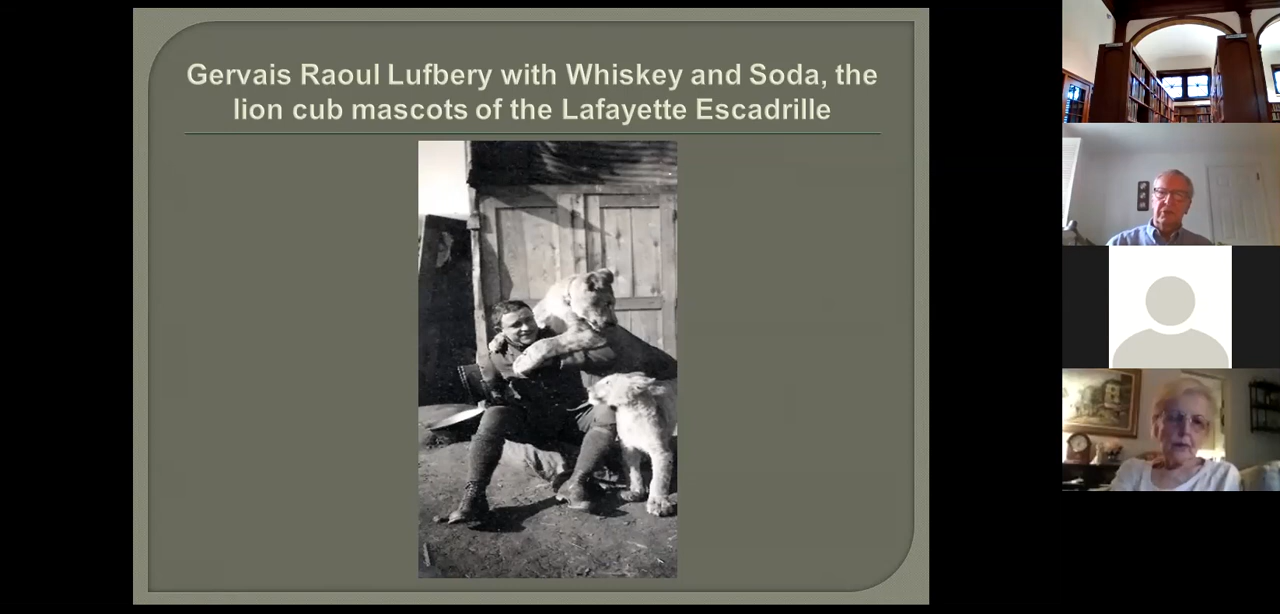 Gervais Raoul Lufbery with Whiskey and Soda, the
lion cub mascots of the Lafayette Escadrille